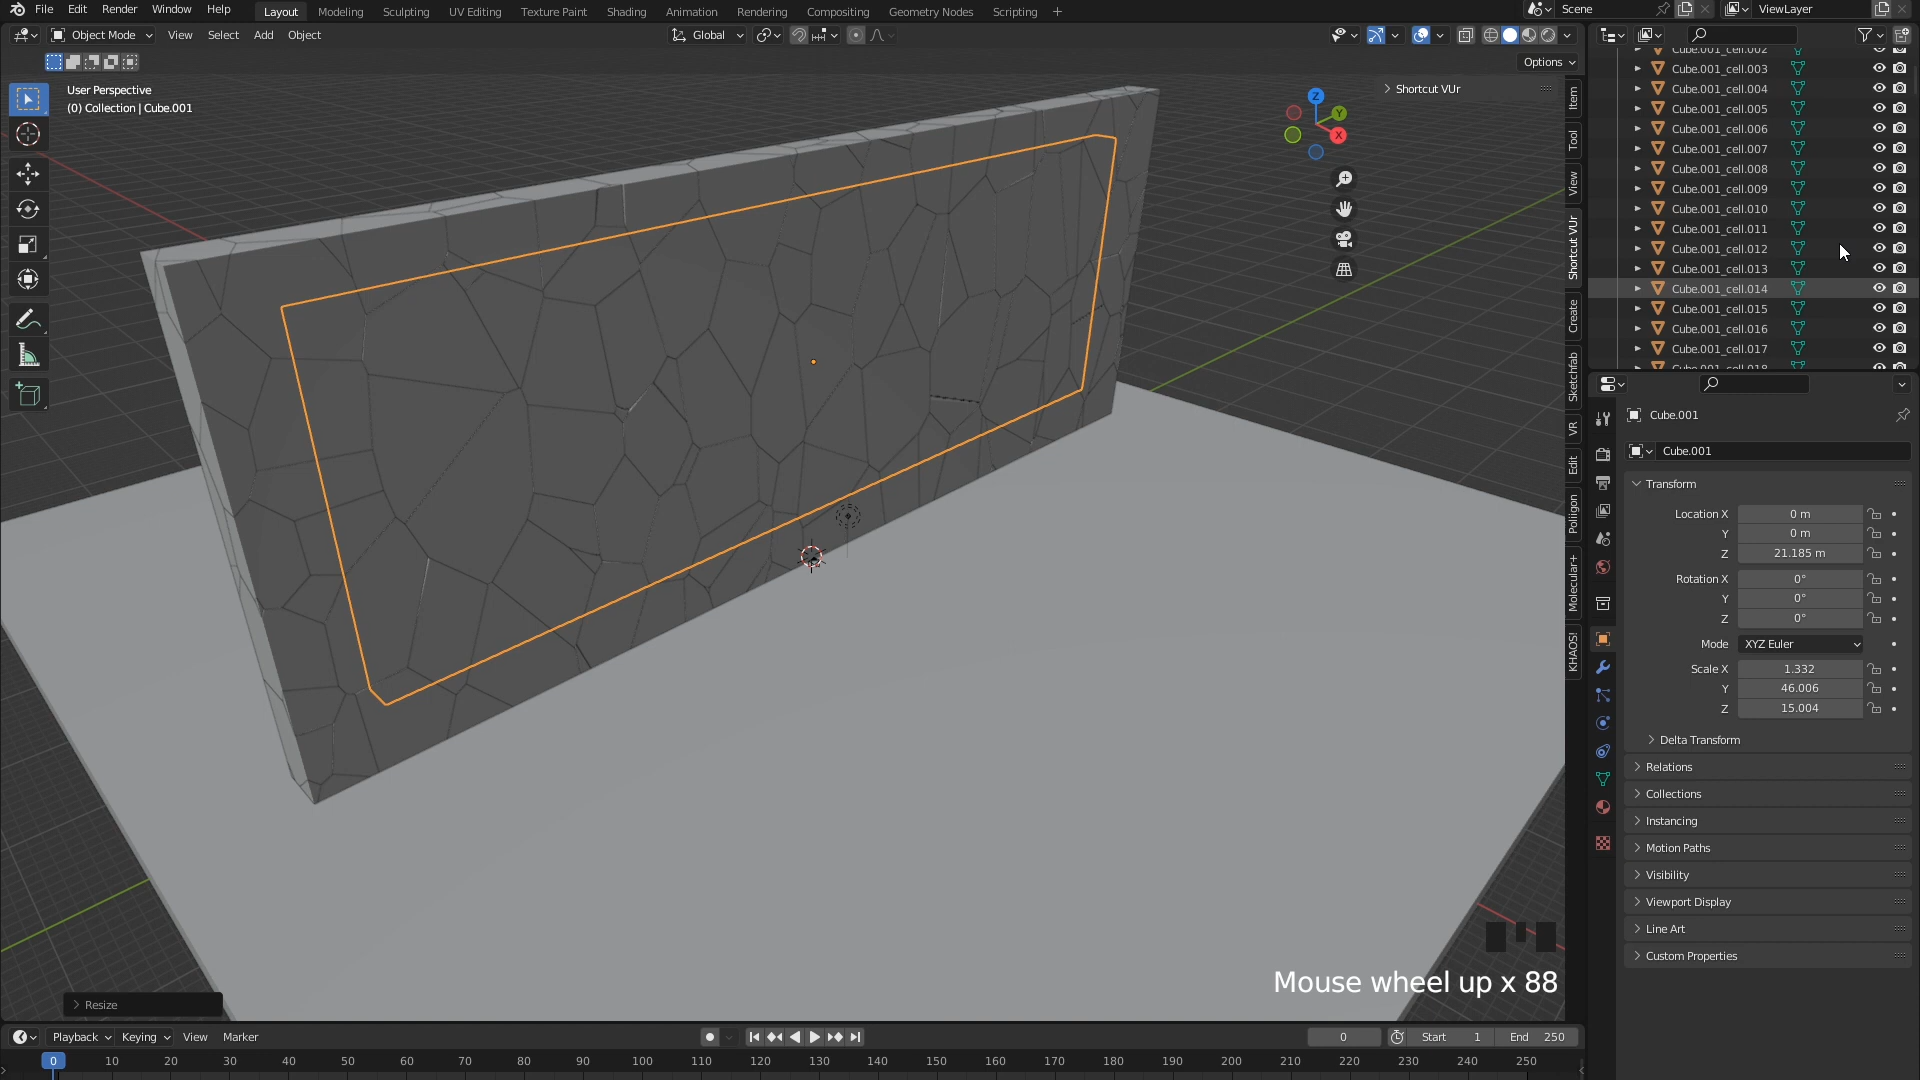 File Edit Render Window Help Layout Modeling Sculpting UV Editing Texture Paint Shading Animation Rendering Compositing Geometry Nodes Scripting + Scene ViewLayer
Object Mode View Select Add Object Global
Options
User Perspective
(0) Collection | Cube.001
Shortcut VUr
Z
Y
X
Item
Tool
View
Shortcut VUr
Create
Sketchfab
VR
Edit
Poliigon
Molecular+
KHAOS!
Cube.001_cell.002
Cube.001_cell.003
Cube.001_cell.004
Cube.001_cell.005
Cube.001_cell.006
Cube.001_cell.007
Cube.001_cell.008
Cube.001_cell.009
Cube.001_cell.010
Cube.001_cell.011
Cube.001_cell.012
Cube.001_cell.013
Cube.001_cell.014
Cube.001_cell.015
Cube.001_cell.016
Cube.001_cell.017
Cube.001_cell.018
Cube.001
Cube.001
Transform
Location X 0 m
Y 0 m
Z 21.185 m
Rotation X 0°
Y 0°
Z 0°
Mode XYZ Euler
Scale X 1.332
Y 46.006
Z 15.004
Delta Transform
Relations
Collections
Instancing
Motion Paths
Visibility
Viewport Display
Line Art
Custom Properties
Mouse wheel up x 88
Resize
Playback Keying View Marker 0 Start 1 End 250
0 10 20 30 40 50 60 70 80 90 100 110 120 130 140 150 160 170 180 190 200 210 220 230 240 250